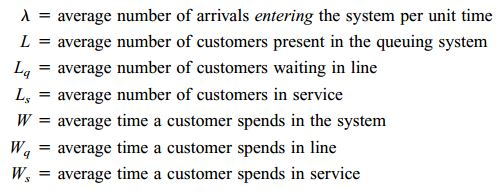 λ = average number of arrivals entering the system per unit time
L = average number of customers present in the queuing system
L_q = average number of customers waiting in line
L_s = average number of customers in service
W = average time a customer spends in the system
W_q = average time a customer spends in line
W_s = average time a customer spends in service